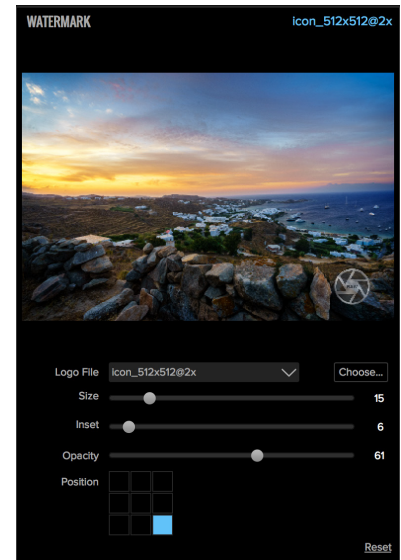 WATERMARK icon_512x512@2x
Logo File icon_512x512@2x Choose...
Size 15
Inset 6
Opacity 61
Position
Reset